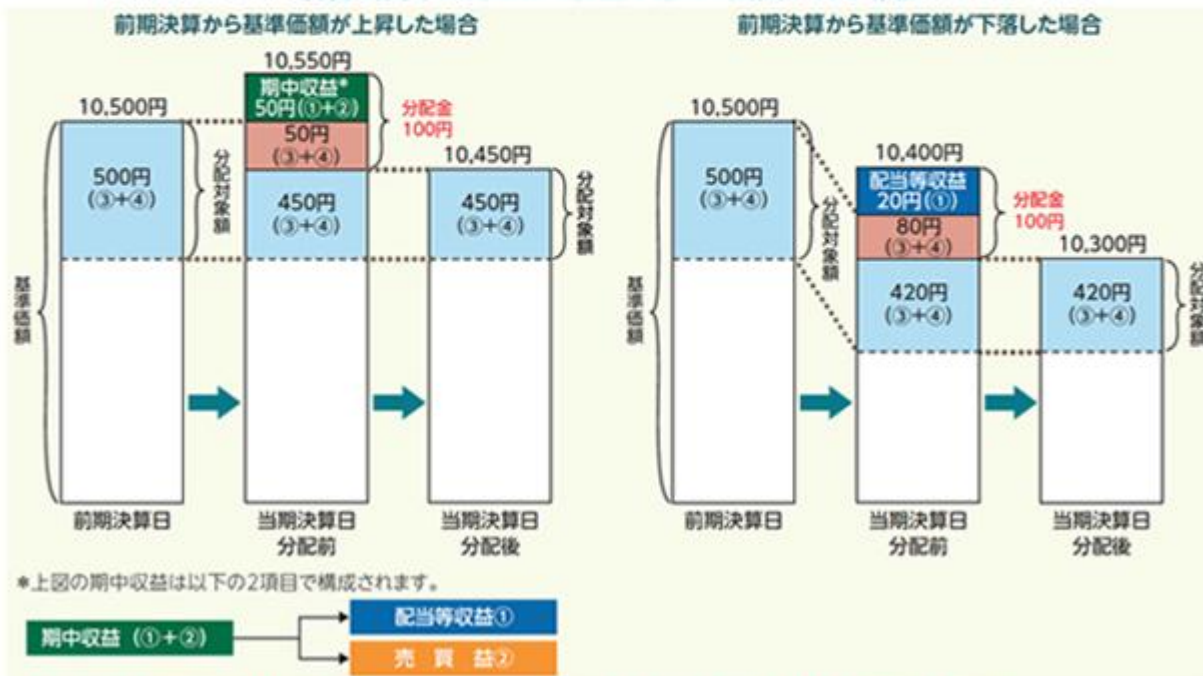 前期決算から基準価額が上昇した場合
10,500円
500円
(③+④)
分配対象額
基準価額
前期決算日
10,550円
期中収益*
50円(①+②)
50円
(③+④)
450円
(③+④)
分配金
100円
当期決算日
分配前
10,450円
450円
(③+④)
分配対象額
当期決算日
分配後
前期決算から基準価額が下落した場合
10,500円
500円
(③+④)
分配対象額
基準価額
前期決算日
10,400円
配当等収益
20円(①)
80円
(③+④)
420円
(③+④)
分配金
100円
当期決算日
分配前
10,300円
420円
(③+④)
分配対象額
当期決算日
分配後
*上図の期中収益は以下の2項目で構成されます。
期中収益 (①+②)
配当等収益①
売 買 益②